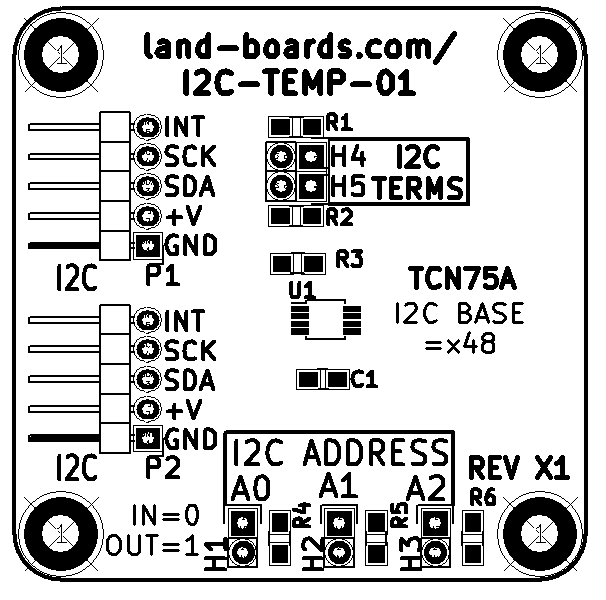 1 1
land-boards.com/
I2C-TEMP-01
INT
SCK
SDA
+V
GND
I2C P1
R1
H4 I2C
H5 TERMS
R2
R3
U1
TCN75A
I2C BASE
=x48
C1
INT
SCK
SDA
+V
GND
I2C P2
I2C ADDRESS
A0 A1 A2
REV X1
IN=0
OUT=1
H1 R4 H2 R5 H3 R6
1 1